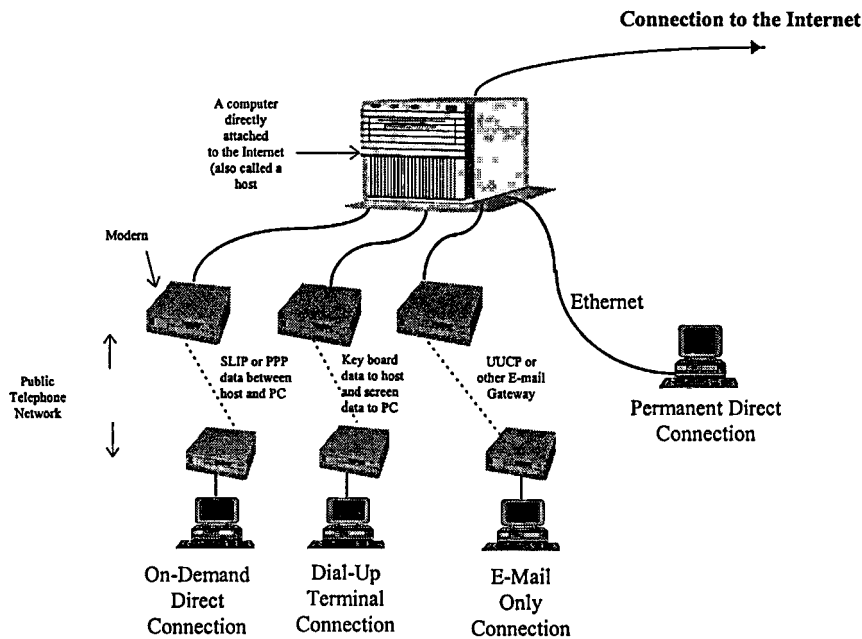 Connection to the Internet
A computer
directly
attached
to the Internet
(also called a
host
Modern
Ethernet
Public
Telephone
Network
SLIP or PPP
data between
host and PC
Key board
data to host
and screen
data to PC
UUCP or
other E-mail
Gateway
Permanent Direct
Connection
On-Demand
Direct
Connection
Dial-Up
Terminal
Connection
E-Mail
Only
Connection